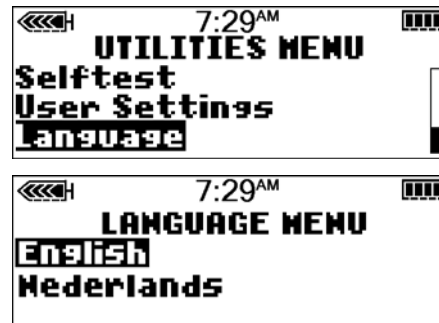 7:29AM
UTILITIES MENU
Selftest
User Settings
Language
7:29AM
LANGUAGE MENU
English
Nederlands